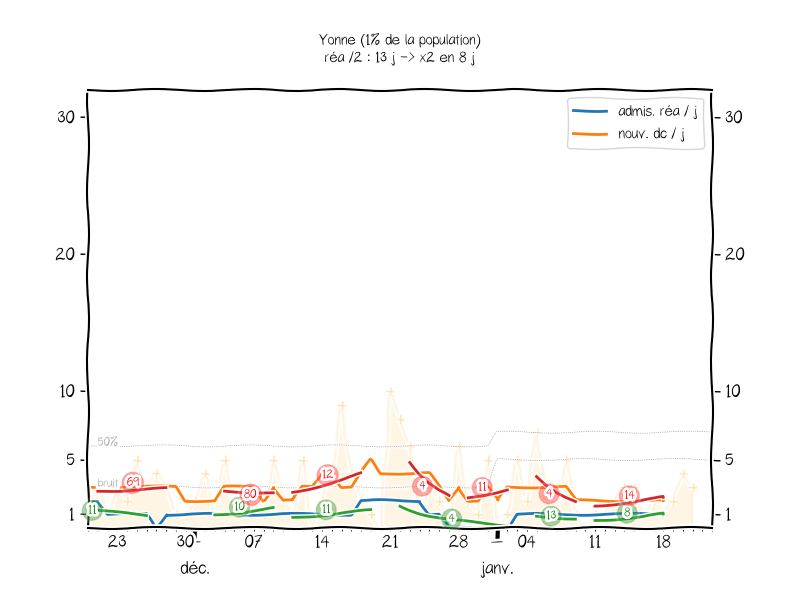 Yonne (1% de la population)
réa /2 : 13 j -> x2 en 8 j
admis. réa / j
nouv. dc / j
30 30
20 20
10 10
50%
5 5
bruit
1 1
69 80 12 4 11 4 14
11 10 11 4 13 8
23 30 07 14 21 28 04 11 18
déc. janv.